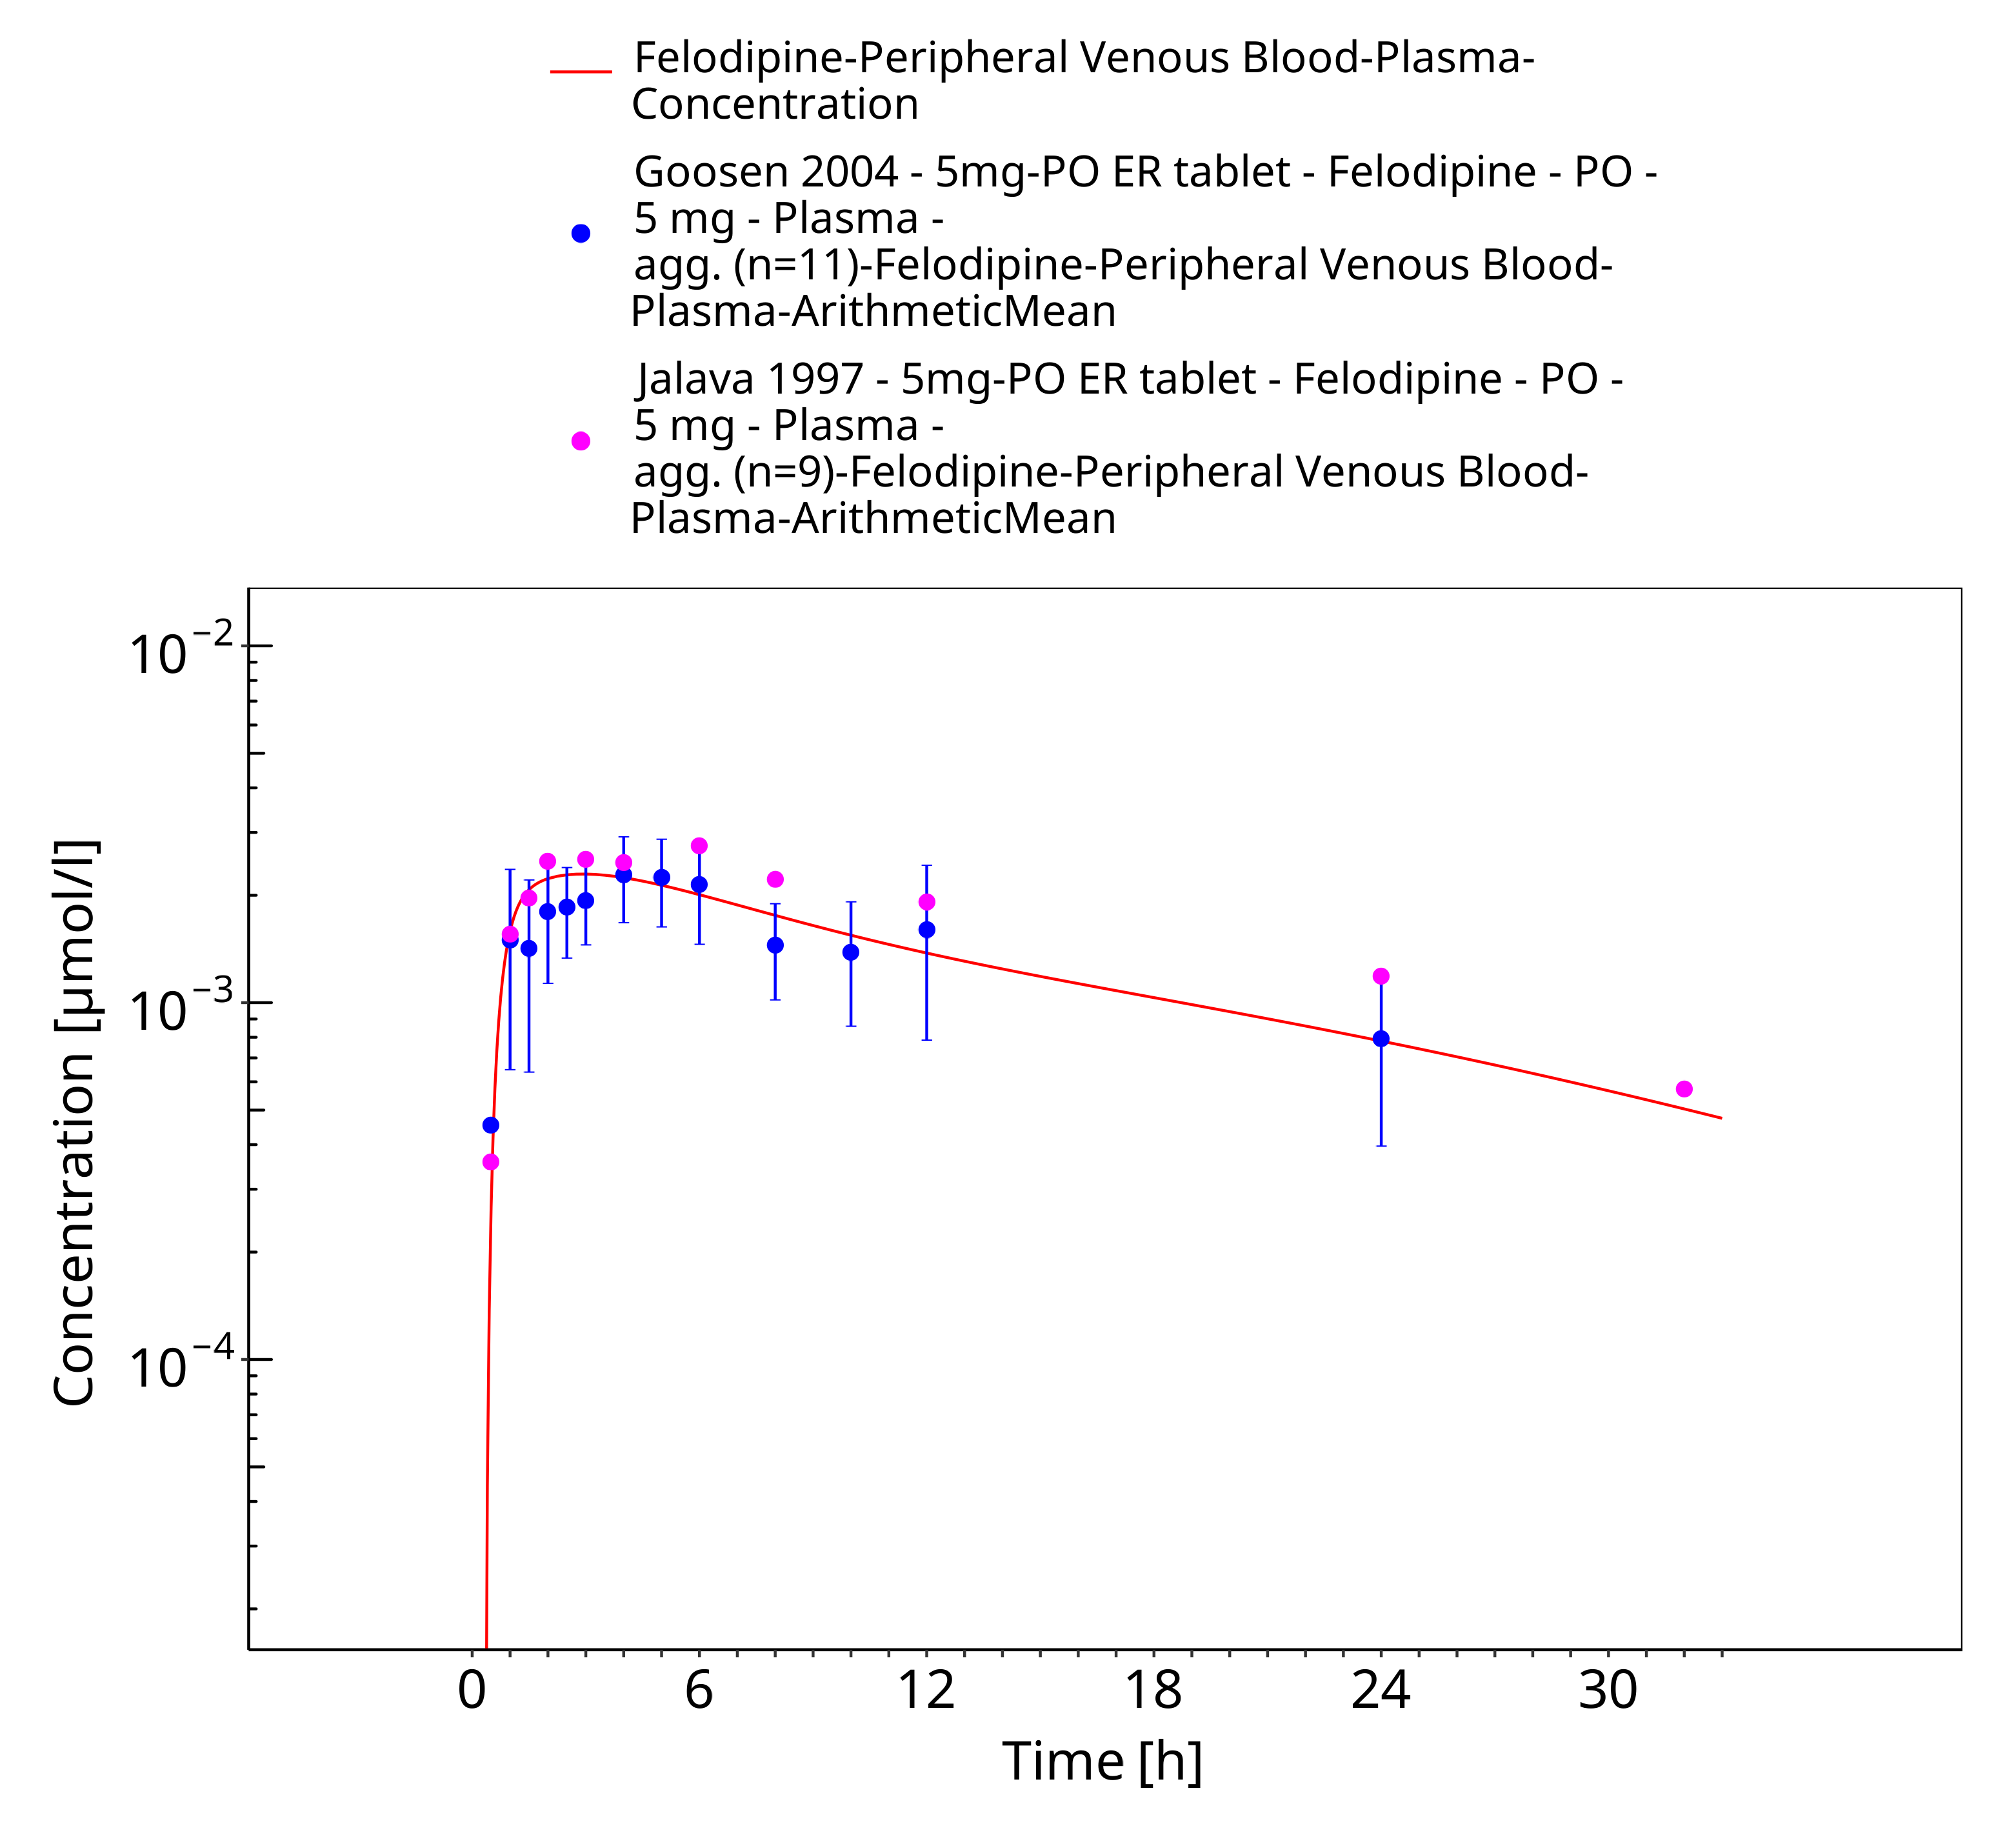 Felodipine-Peripheral Venous Blood-Plasma-
Concentration
Goosen 2004 - 5mg-PO ER tablet - Felodipine - PO -
5 mg - Plasma -
agg. (n=11)-Felodipine-Peripheral Venous Blood-
Plasma-ArithmeticMean
Jalava 1997 - 5mg-PO ER tablet - Felodipine - PO -
5 mg - Plasma -
agg. (n=9)-Felodipine-Peripheral Venous Blood-
Plasma-ArithmeticMean
10⁻²
10⁻³
10⁻⁴
Concentration [µmol/l]
0 6 12 18 24 30
Time [h]